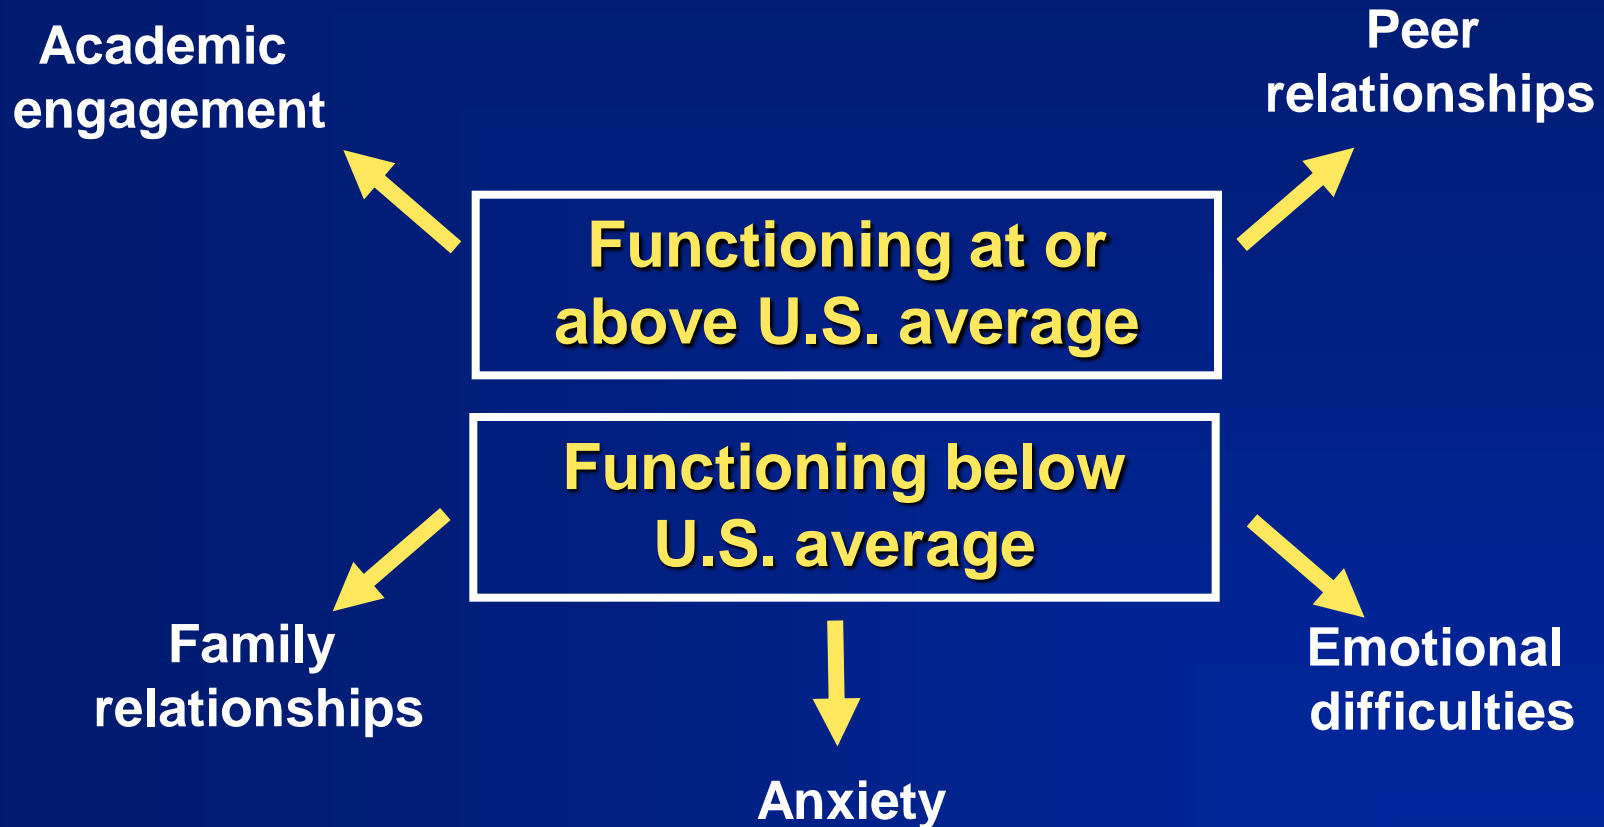 Academic
engagement
Peer
relationships
Functioning at or
above U.S. average
Functioning below
U.S. average
Family
relationships
Anxiety
Emotional
difficulties